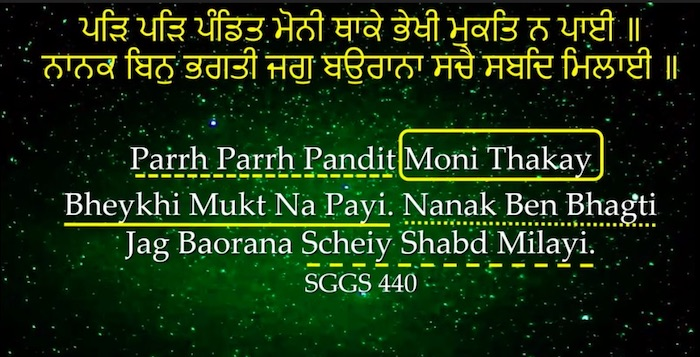 ਪੜਿ ਪੜਿ ਪੰਡਿਤ ਮੋਨੀ ਥਾਕੇ ਭੇਖੀ ਮੁਕਤਿ ਨ ਪਾਈ ॥
ਨਾਨਕ ਬਿਨੁ ਭਗਤੀ ਜਗੁ ਬਉਰਾਨਾ ਸਚੇ ਸਬਦਿ ਮਿਲਾਈ ॥
Parrh Parrh Pandit Moni Thakay
Bheykhi Mukt Na Payi. Nanak Ben Bhagti
Jag Baorana Scheiy Shabd Milayi.
SGGS 440